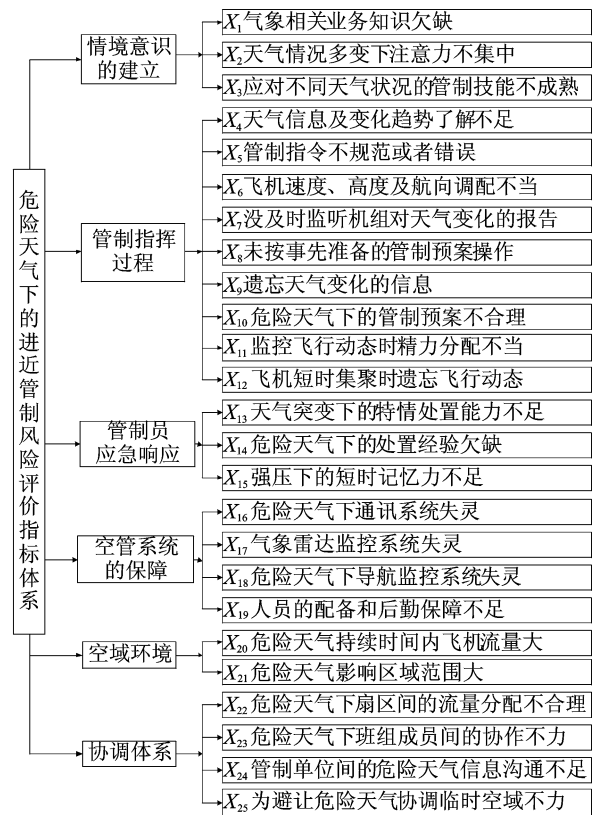 危险天气下的进近管制风险评价指标体系
情境意识
的建立
X1气象相关业务知识欠缺
X2天气情况多变下注意力不集中
X3应对不同天气状况的管制技能不成熟
管制指挥
过程
X4天气信息及变化趋势了解不足
X5管制指令不规范或者错误
X6飞机速度、高度及航向调配不当
X7没及时监听机组对天气变化的报告
X8未按事先准备的管制预案操作
X9遗忘天气变化的信息
X10危险天气下的管制预案不合理
X11监控飞行动态时精力分配不当
X12飞机短时集聚时遗忘飞行动态
管制员
应急响应
X13天气突变下的特情处置能力不足
X14危险天气下的处置经验欠缺
X15强压下的短时记忆力不足
空管系统
的保障
X16危险天气下通讯系统失灵
X17气象雷达监控系统失灵
X18危险天气下导航监控系统失灵
X19人员的配备和后勤保障不足
空域环境
X20危险天气持续时间内飞机流量大
X21危险天气影响区域范围大
协调体系
X22危险天气下扇区间的流量分配不合理
X23危险天气下班组成员间的协作不力
X24管制单位间的危险天气信息沟通不足
X25为避让危险天气协调临时空域不力